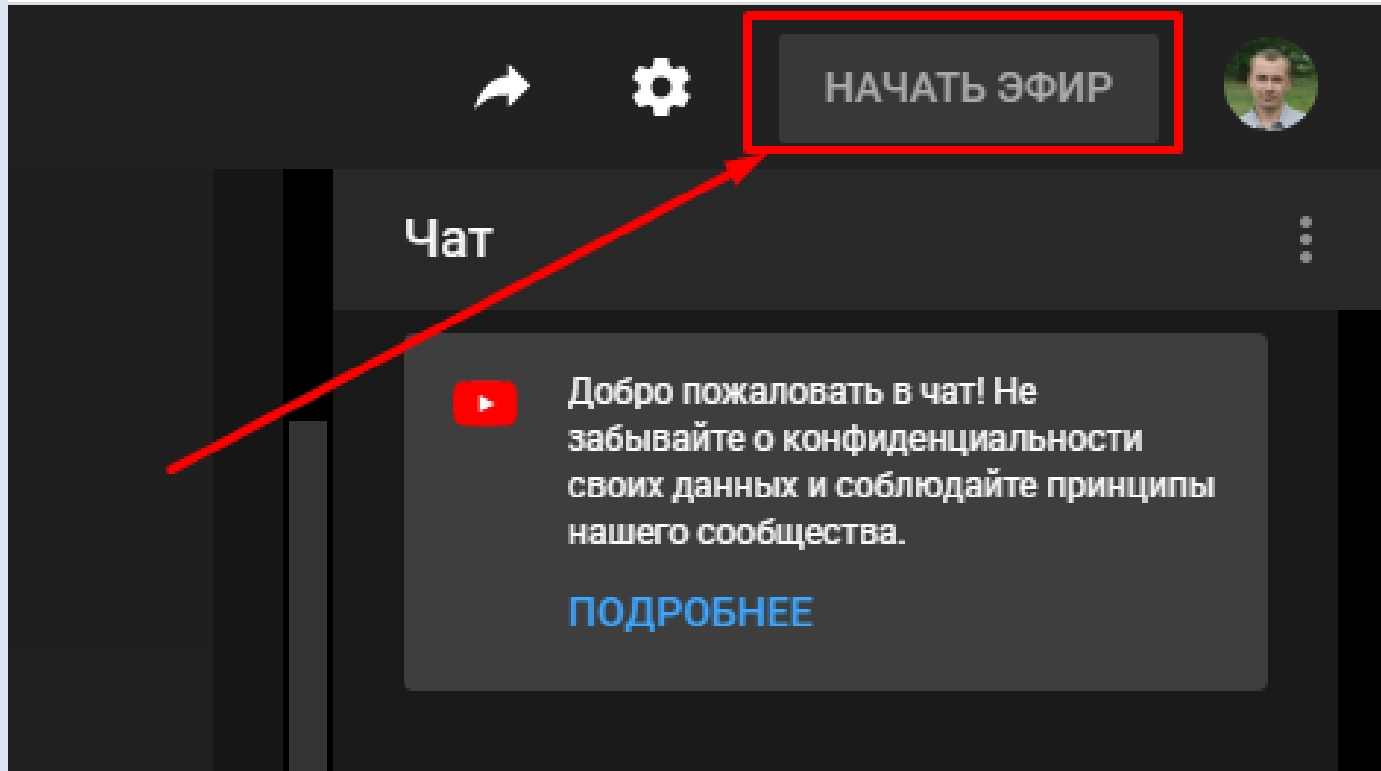 НАЧАТЬ ЭФИР
Чат
Добро пожаловать в чат! Не
забывайте о конфиденциальности
своих данных и соблюдайте принципы
нашего сообщества.
ПОДРОБНЕЕ